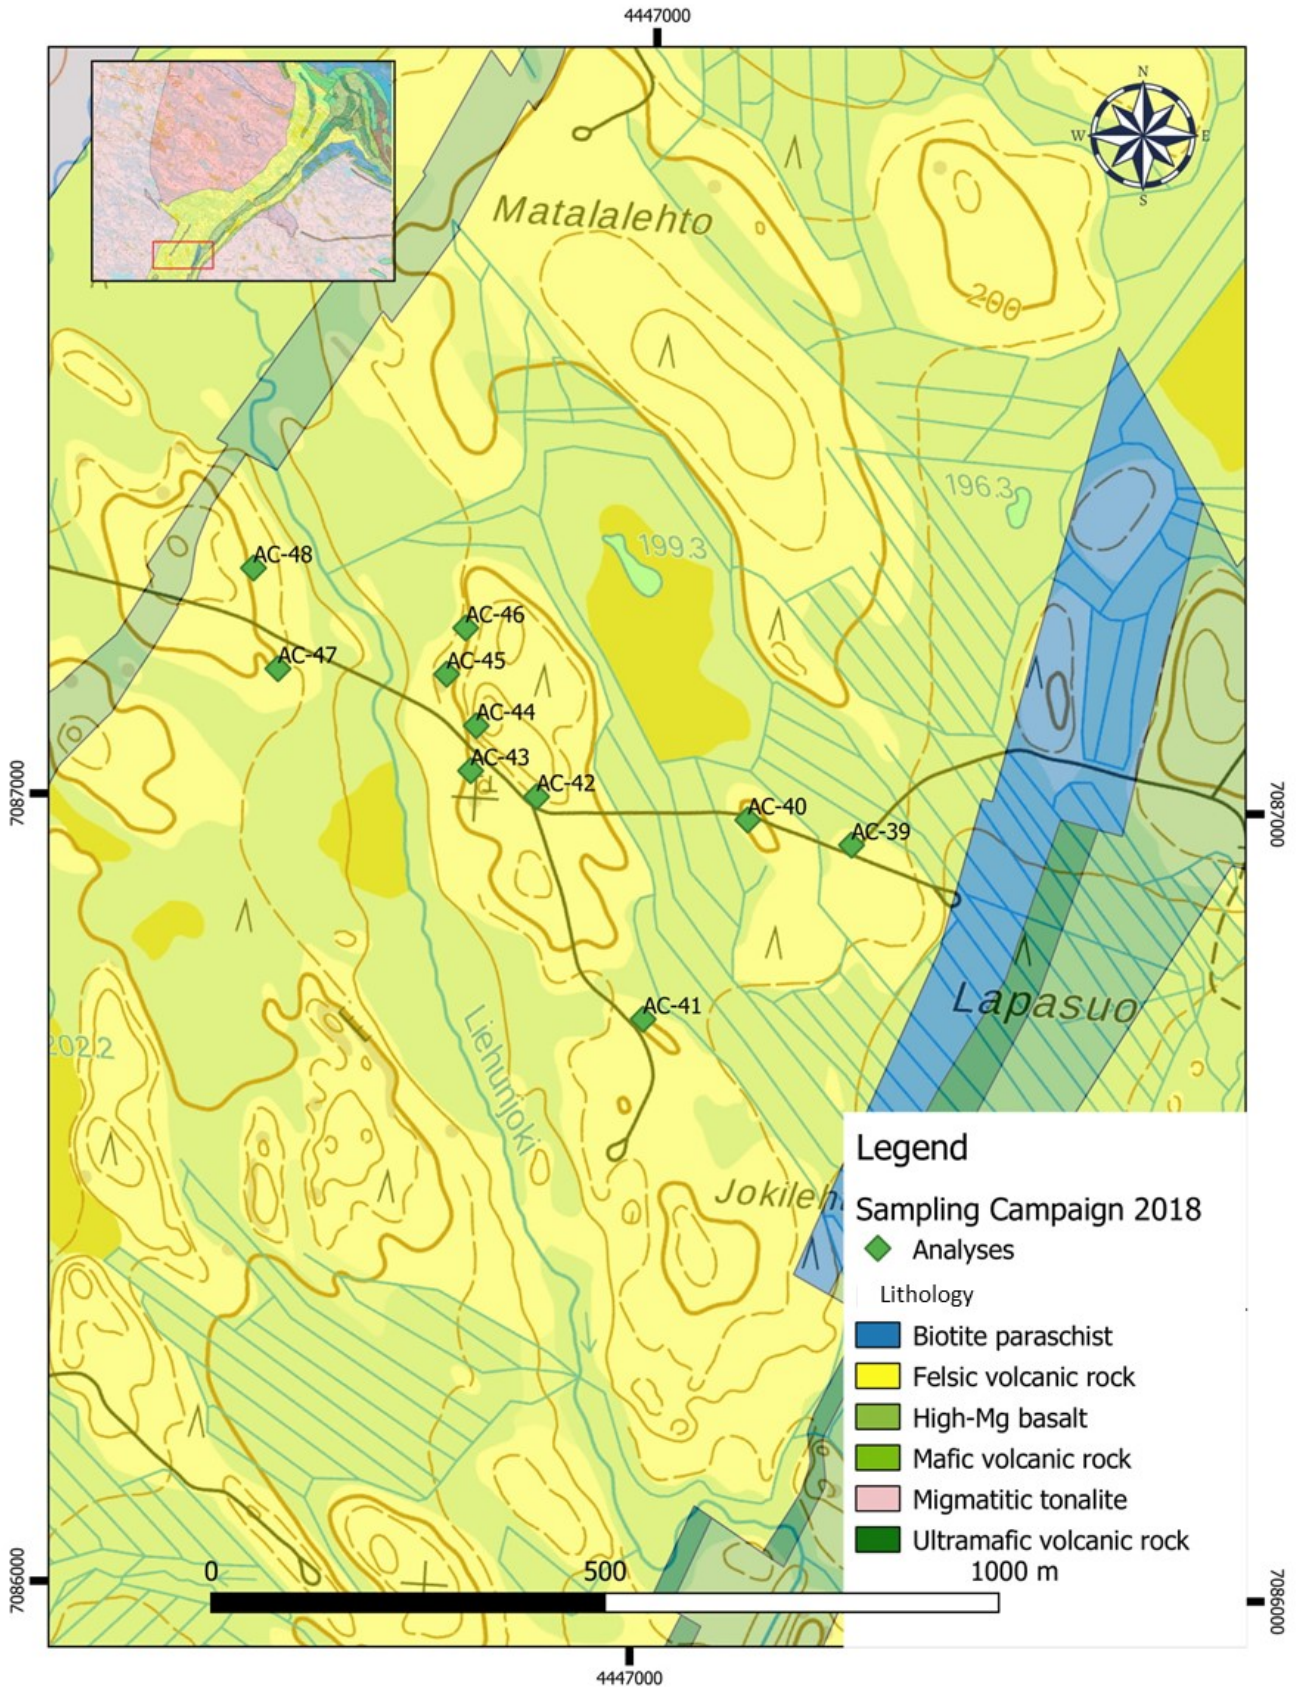 4447000
N
W
E
S
Matalalehto
200
196.3
199.3
AC-48
AC-46
AC-47
AC-45
AC-44
AC-43
AC-42
AC-40
AC-39
7087000
7087000
AC-41
Lapasuo
202.2
Liehunjoki
Jokileh
Legend
Sampling Campaign 2018
Analyses
Lithology
Biotite paraschist
Felsic volcanic rock
High-Mg basalt
Mafic volcanic rock
Migmatitic tonalite
Ultramafic volcanic rock
0 500 1000 m
7086000
7086000
4447000